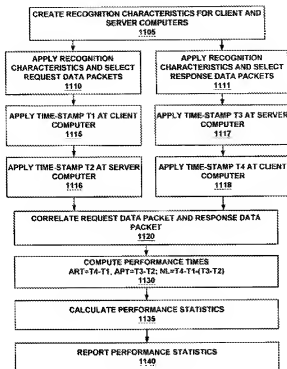 CREATE RECOGNITION CHARACTERISTICS FOR CLIENT AND
SERVER COMPUTERS
1105
APPLY RECOGNITION
CHARACTERISTICS AND SELECT
REQUEST DATA PACKETS
1110
APPLY RECOGNITION
CHARACTERISTICS AND SELECT
RESPONSE DATA PACKETS
1111
APPLY TIME-STAMP T1 AT CLIENT
COMPUTER
1115
APPLY TIME-STAMP T3 AT SERVER
COMPUTER
1117
APPLY TIME-STAMP T2 AT SERVER
COMPUTER
1116
APPLY TIME-STAMP T4 AT CLIENT
COMPUTER
1118
CORRELATE REQUEST DATA PACKET AND RESPONSE DATA
PACKET
1120
COMPUTE PERFORMANCE TIMES
ART=T4-T1, APT=T3-T2; NL=T4-T1-(T3-T2)
1130
CALCULATE PERFORMANCE STATISTICS
1135
REPORT PERFORMANCE STATISTICS
1140